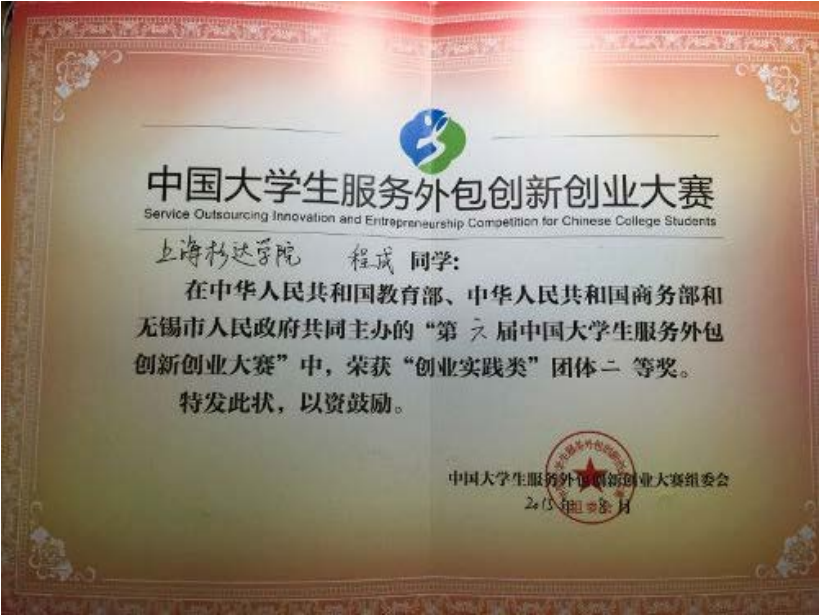 中国大学生服务外包创新创业大赛
Service Outsourcing Innovation and Entrepreneurship Competition for Chinese College Students
上海杉达学院 程成 同学:
在中华人民共和国教育部、中华人民共和国商务部和
无锡市人民政府共同主办的“第六届中国大学生服务外包
创新创业大赛”中，荣获“创业实践类”团体二等奖。
特发此状，以资鼓励。
中国大学生服务外包创新创业大赛组委会
2015年8月
组委会